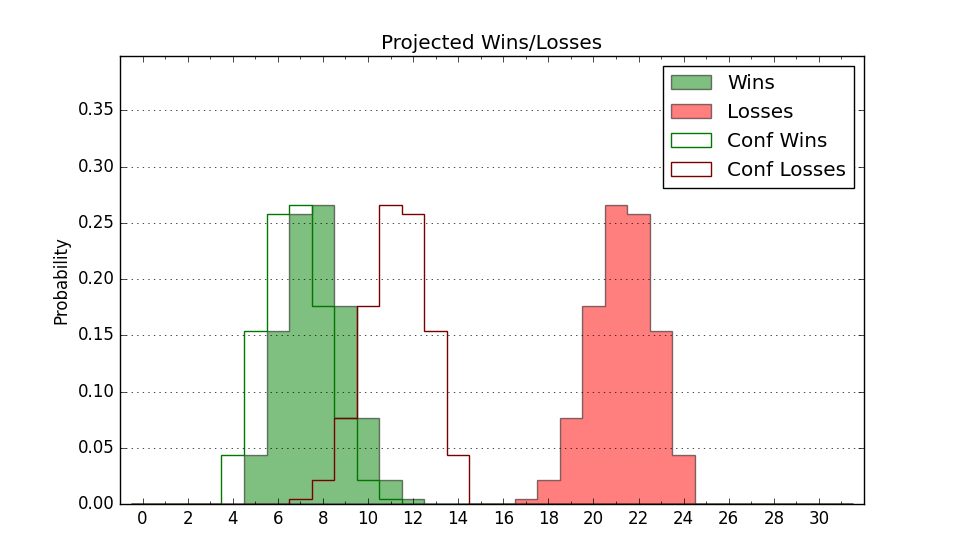 Projected Wins/Losses
Wins
Losses
Conf Wins
Conf Losses
Probability
0.35
0.30
0.25
0.20
0.15
0.10
0.05
0.00
0 2 4 6 8 10 12 14 16 18 20 22 24 26 28 30